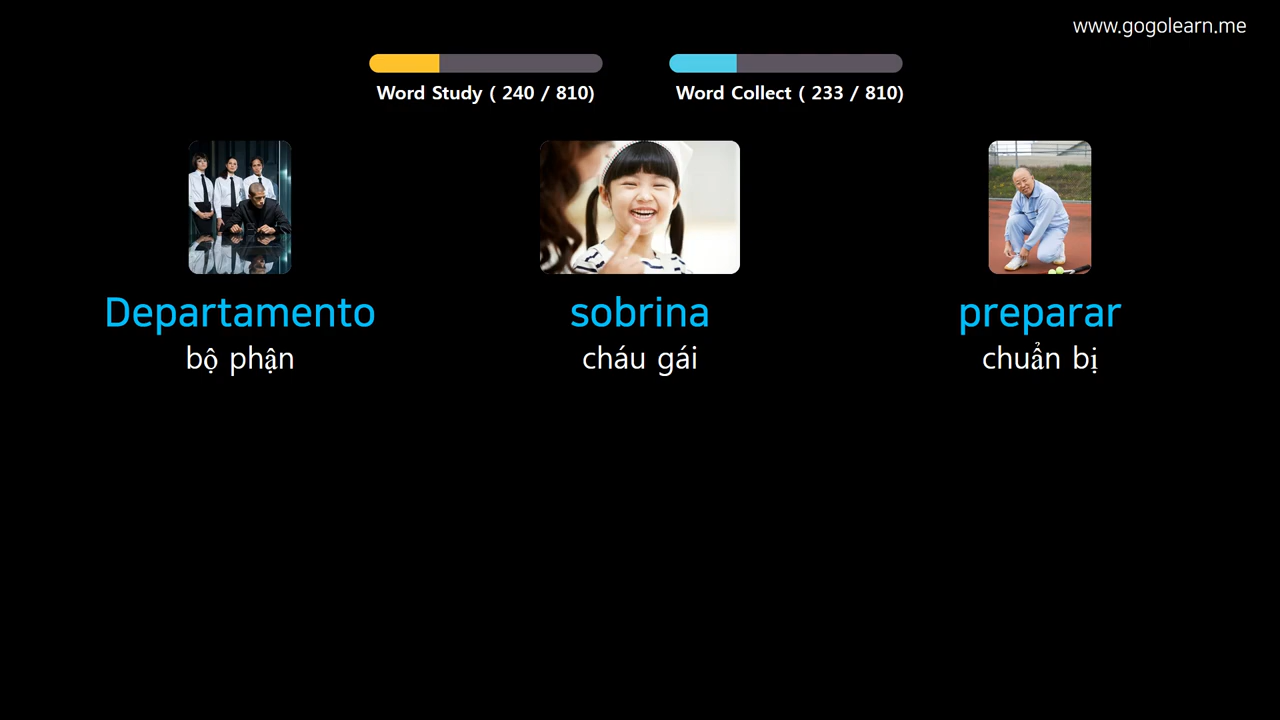 www.gogolearn.me
Word Study ( 240 / 810)
Word Collect ( 233 / 810)
Departamento
bộ phận
sobrina
cháu gái
preparar
chuẩn bị